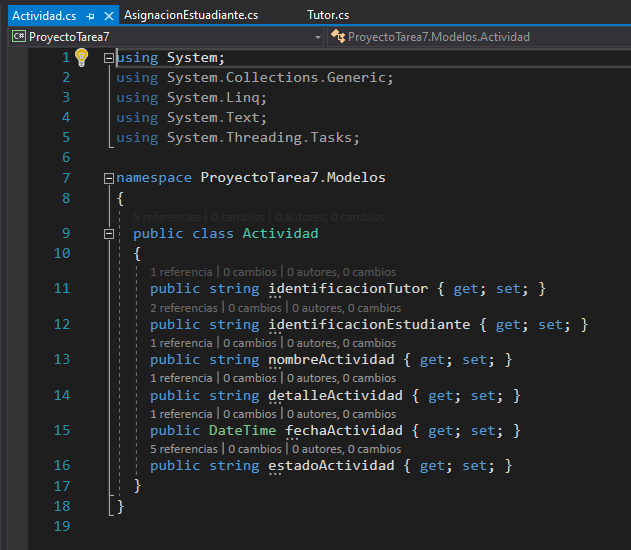 Actividad.cs AsignacionEstuadiante.cs Tutor.cs
C# ProyectoTarea7 ProyectoTarea7.Modelos.Actividad
1 using System;
2 using System.Collections.Generic;
3 using System.Linq;
4 using System.Text;
5 using System.Threading.Tasks;
6
7 namespace ProyectoTarea7.Modelos
8 {
5 referencias | 0 cambios | 0 autores, 0 cambios
9 public class Actividad
10 {
1 referencia | 0 cambios | 0 autores, 0 cambios
11 public string identificacionTutor { get; set; }
2 referencias | 0 cambios | 0 autores, 0 cambios
12 public string identificacionEstudiante { get; set; }
1 referencia | 0 cambios | 0 autores, 0 cambios
13 public string nombreActividad { get; set; }
1 referencia | 0 cambios | 0 autores, 0 cambios
14 public string detalleActividad { get; set; }
1 referencia | 0 cambios | 0 autores, 0 cambios
15 public DateTime fechaActividad { get; set; }
5 referencias | 0 cambios | 0 autores, 0 cambios
16 public string estadoActividad { get; set; }
17 }
18 }
19